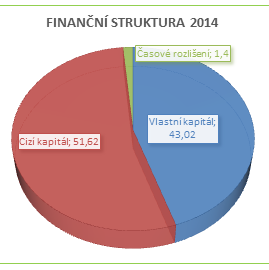 FINANČNÍ STRUKTURA 2014
Časové rozlišení; 1,4
Vlastní kapitál;
43,02
Cizí kapitál; 51,62